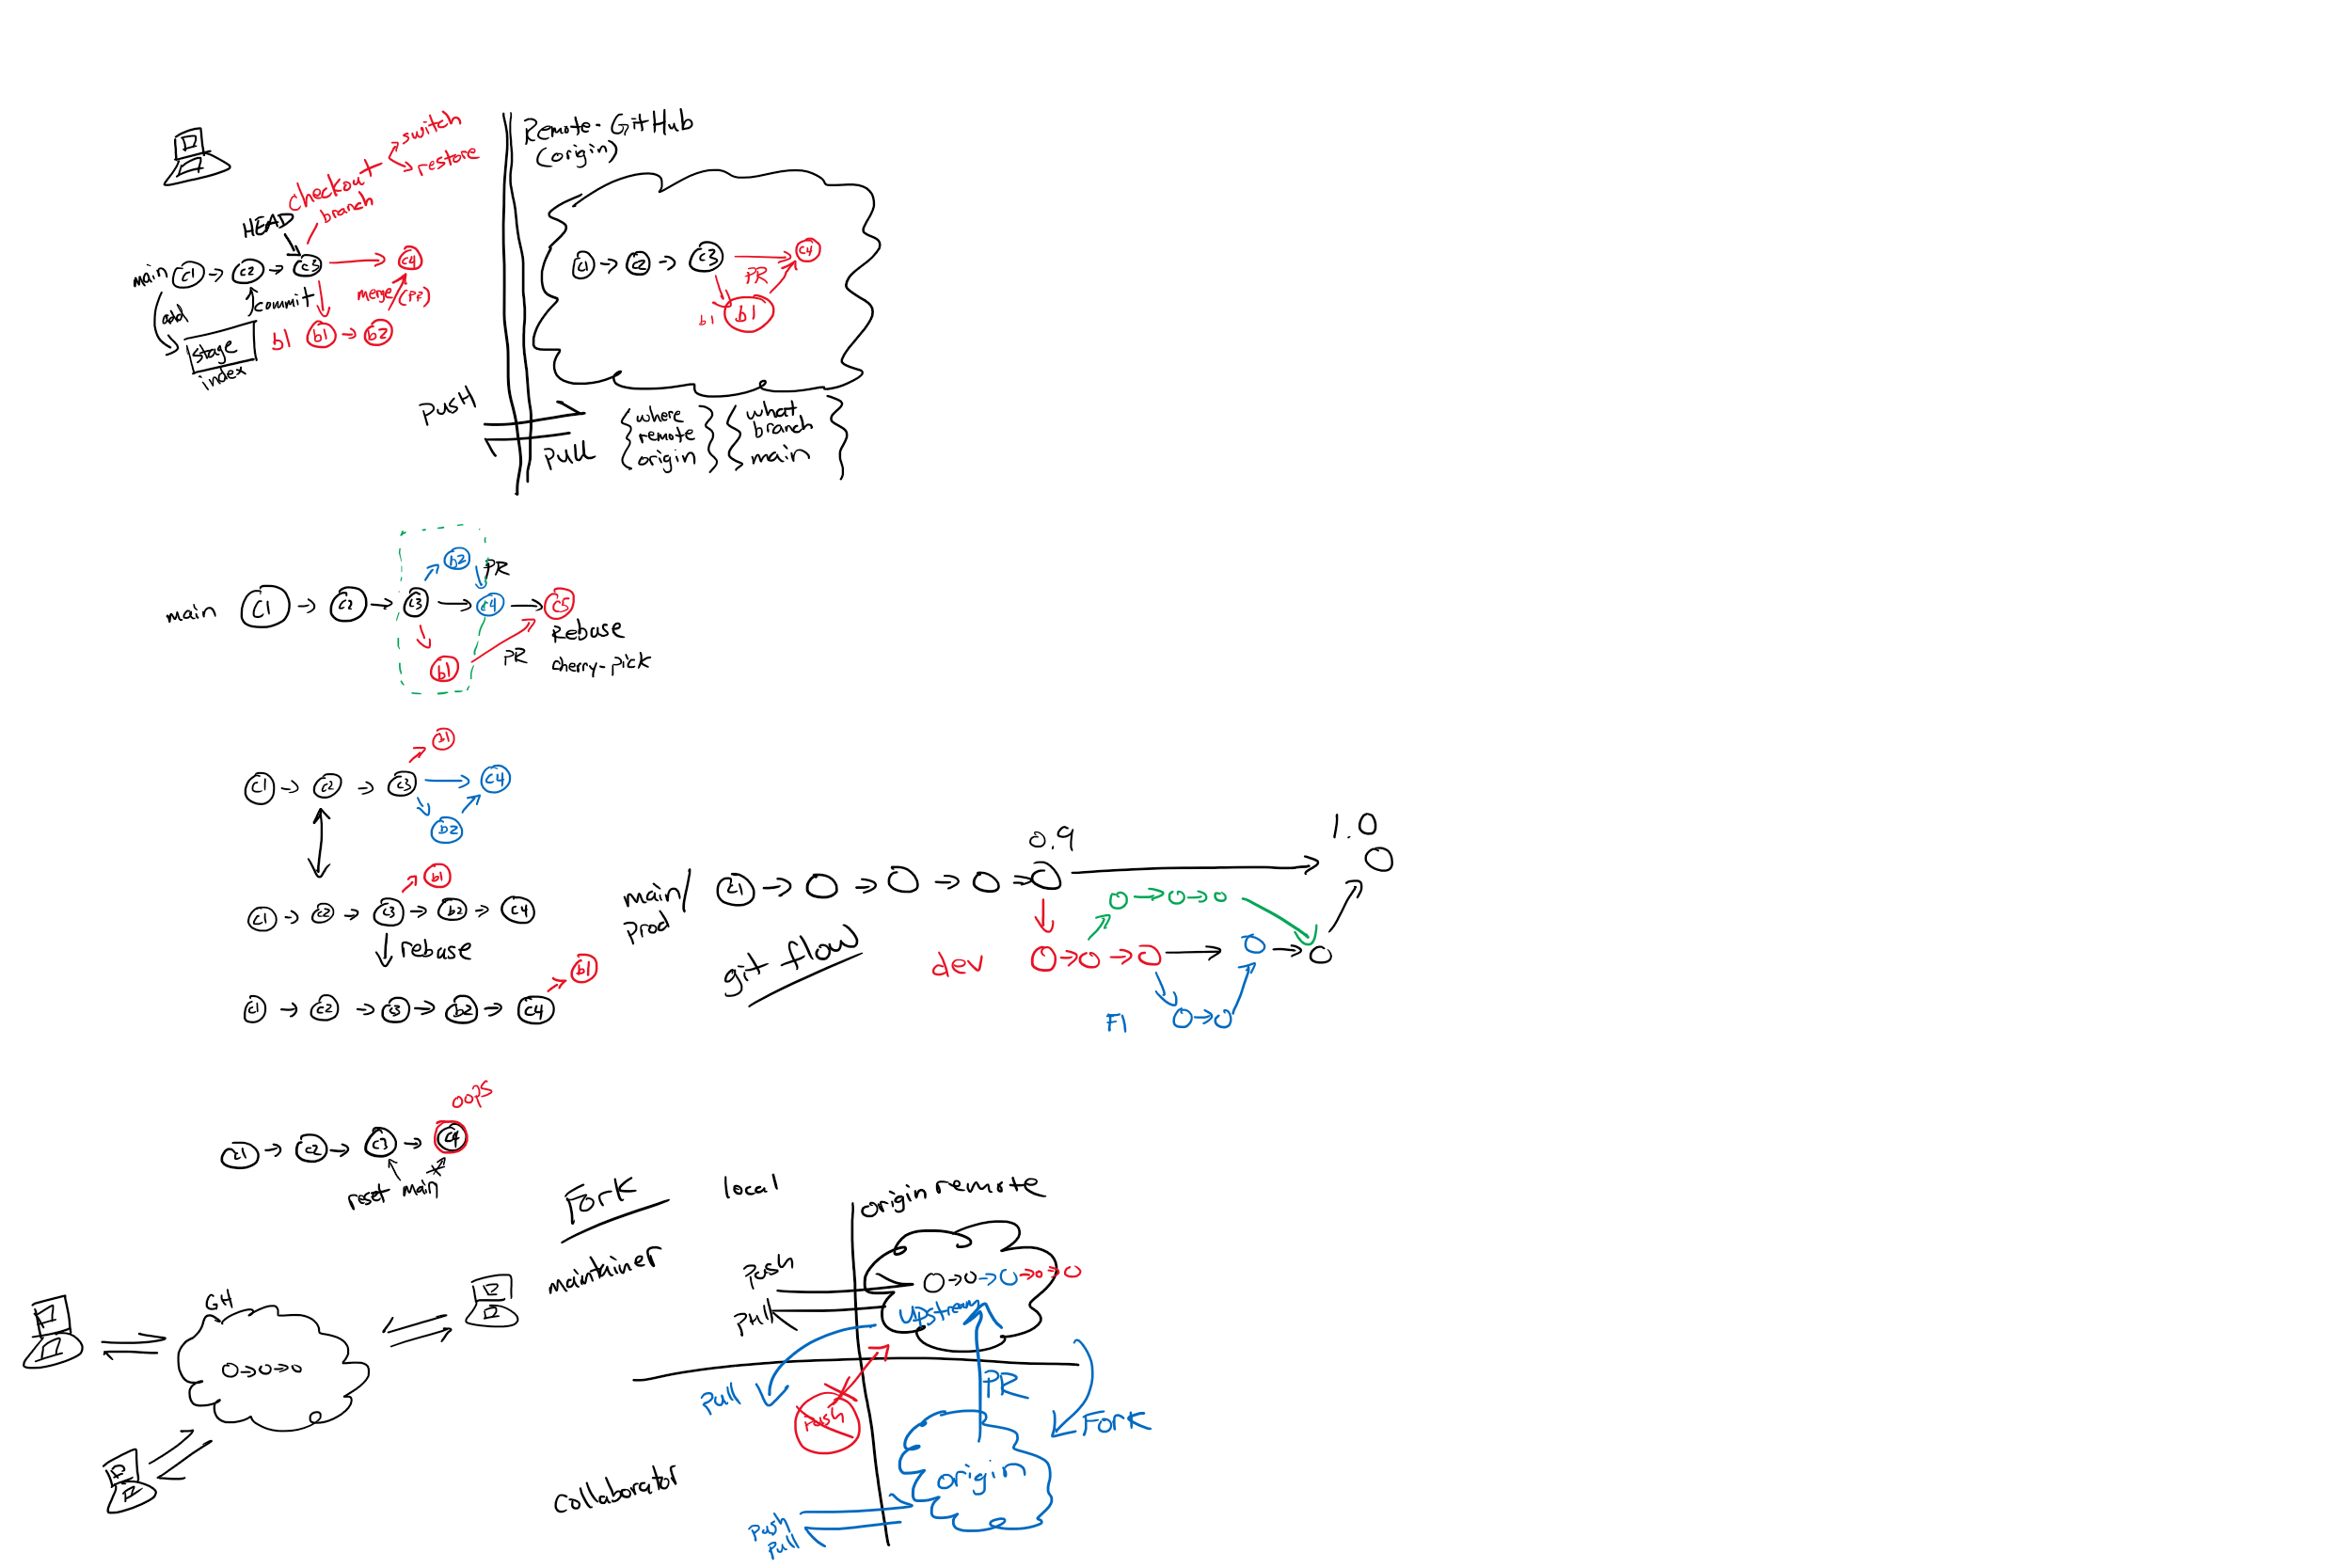 Remote - GitHub
(origin)
switch
restore
checkout
branch
HEAD
main c1 c2 c3 c4
add
commit
merge (PR)
stage
index
b1 b1 b2
c1 c2 c3 c4
PR
b1 b1
PUSH
PULL
where
remote
origin
what
branch
main
b2
PR
main C1 c2 c3 c4 C5
Rebase
PR cherry-pick
b1
b1
C1 c2 c3 c4
b2
b1
C1 c2 c3 b2 C4
rebase
b1
C1 c2 c3 b2 c4
0.9
1.0
main/
Prod
c1
git flow
dev
F1
oops
c1 c2 c3 c4
reset main
Fork
local
origin remote
maintainer
Push
Pull
upstream
GH
Pull
Push
PR
Fork
origin
collaborator
Push
Pull